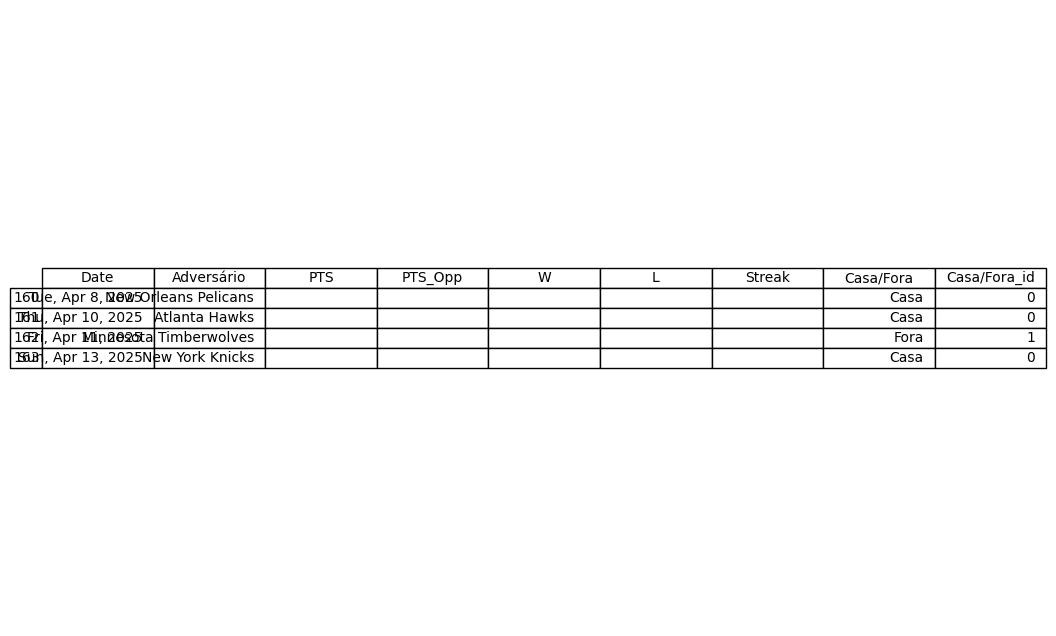 Date Adversário PTS PTS_Opp W L Streak Casa/Fora Casa/Fora_id
160 Tue, Apr 8, 2025 New Orleans Pelicans Casa 0
161 Thu, Apr 10, 2025 Atlanta Hawks Casa 0
162 Fri, Apr 11, 2025 Minnesota Timberwolves Fora 1
163 Sun, Apr 13, 2025 New York Knicks Casa 0